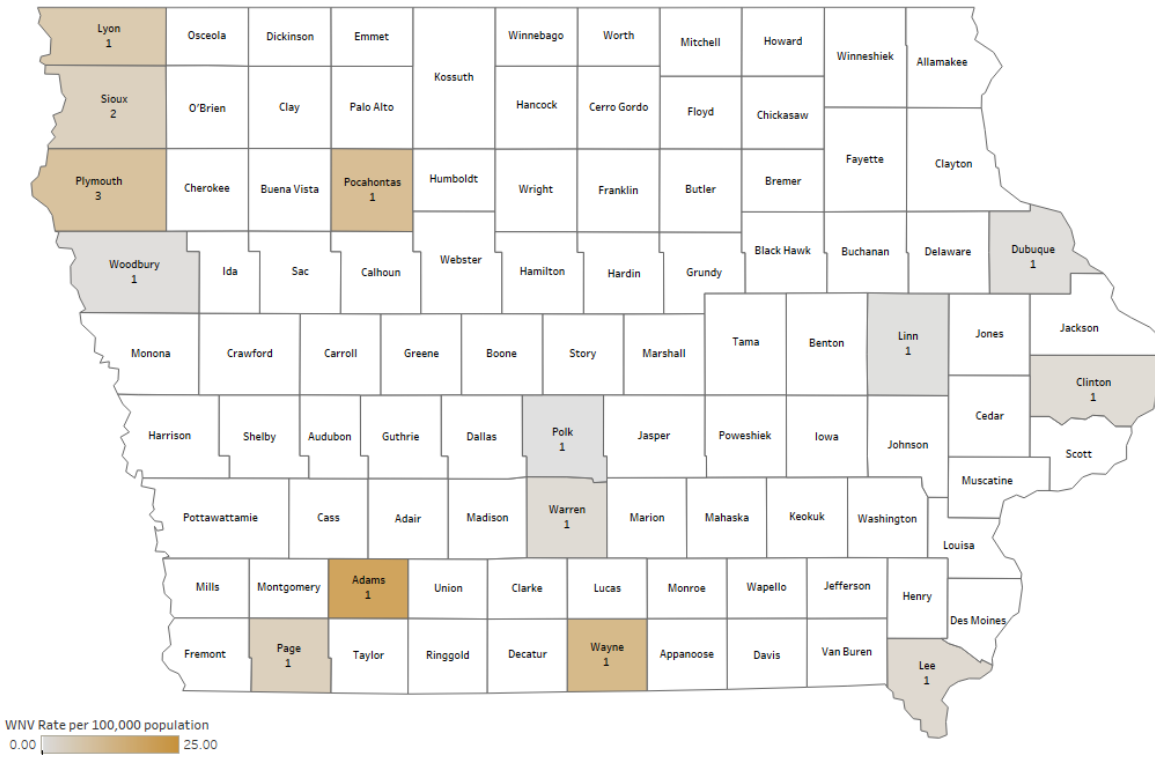 Lyon
1
Osceola
Dickinson
Emmet
Winnebago
Worth
Mitchell
Howard
Winneshiek
Allamakee
Kossuth
Sioux
2
O'Brien
Clay
Palo Alto
Hancock
Cerro Gordo
Floyd
Chickasaw
Plymouth
3
Cherokee
Buena Vista
Pocahontas
1
Humboldt
Wright
Franklin
Butler
Bremer
Fayette
Clayton
Woodbury
1
Ida
Sac
Calhoun
Webster
Hamilton
Hardin
Grundy
Black Hawk
Buchanan
Delaware
Dubuque
1
Monona
Crawford
Carroll
Greene
Boone
Story
Marshall
Tama
Benton
Linn
1
Jones
Jackson
Clinton
1
Harrison
Shelby
Audubon
Guthrie
Dallas
Polk
1
Jasper
Poweshiek
Iowa
Johnson
Cedar
Scott
Muscatine
Pottawattamie
Cass
Adair
Madison
Warren
1
Marion
Mahaska
Keokuk
Washington
Louisa
Mills
Montgomery
Adams
1
Union
Clarke
Lucas
Monroe
Wapello
Jefferson
Henry
Des Moines
Fremont
Page
1
Taylor
Ringgold
Decatur
Wayne
1
Appanoose
Davis
Van Buren
Lee
1
WNV Rate per 100,000 population
0.00 25.00